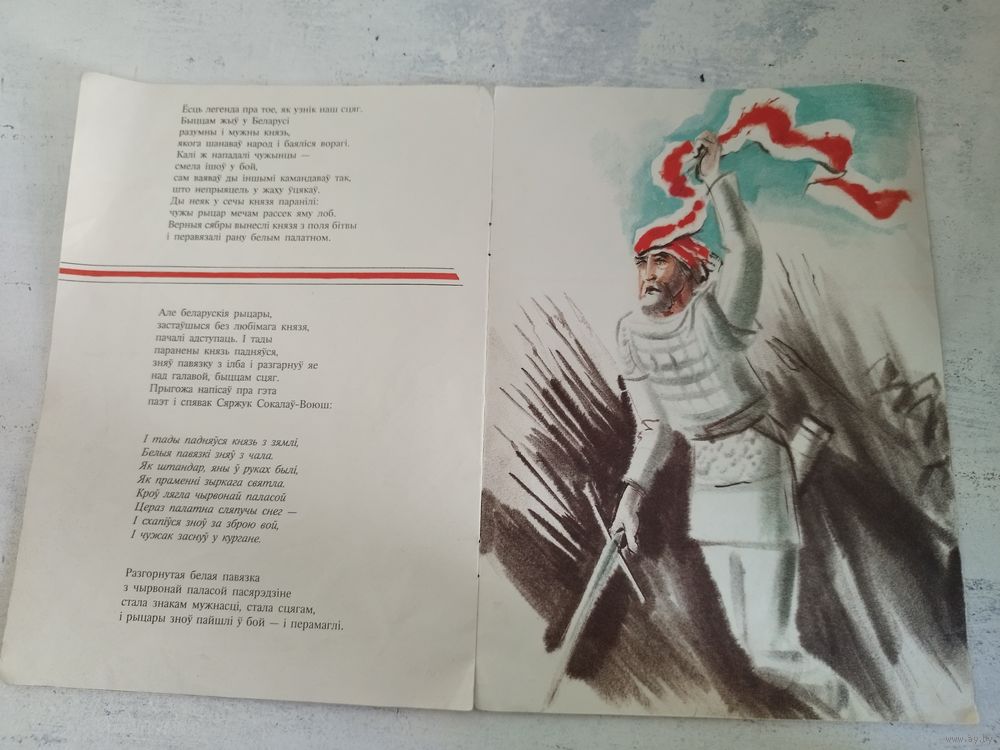 Ёсць легенда пра тое, як узнік наш сцяг.
Быццам жыў у Беларусі
разумны і мужны князь,
якога шанаваў народ і баяліся ворагі.
Калі ж нападалі чужынцы —
смела ішоў у бой,
сам ваяваў ды іншымі камандаваў так,
што непрыяцель у жаху ўцякаў.
Ды неяк у сечы князя паранілі:
чужы рыцар мечам рассек яму лоб.
Верныя сябры вынеслі князя з поля бітвы
і перавязалі рану белым палатном.
Але беларускія рыцары,
застаўшыся без любімага князя,
пачалі адступаць. І тады
паранены князь падняўся,
зняў павязку з ілба і разгарнуў яе
над галавой, быццам сцяг.
Прыгожа напісаў пра гэта
паэт і спявак Сяржук Сокалаў-Воюш:
І тады падняўся князь з зямлі,
Белыя павязкі зняў з чала.
Як штандар, яны ў руках былі,
Як праменні зыркага святла.
Кроў лягла чырвонай паласой
Цераз палатна сляпучы снег —
І схапіўся зноў за зброю вой,
І чужак заснуў у кургане.
Разгорнутая белая павязка
з чырвонай паласой пасярэдзіне
стала знакам мужнасці, стала сцягам,
і рыцары зноў пайшлі ў бой — і перамаглі.
www.ay.by